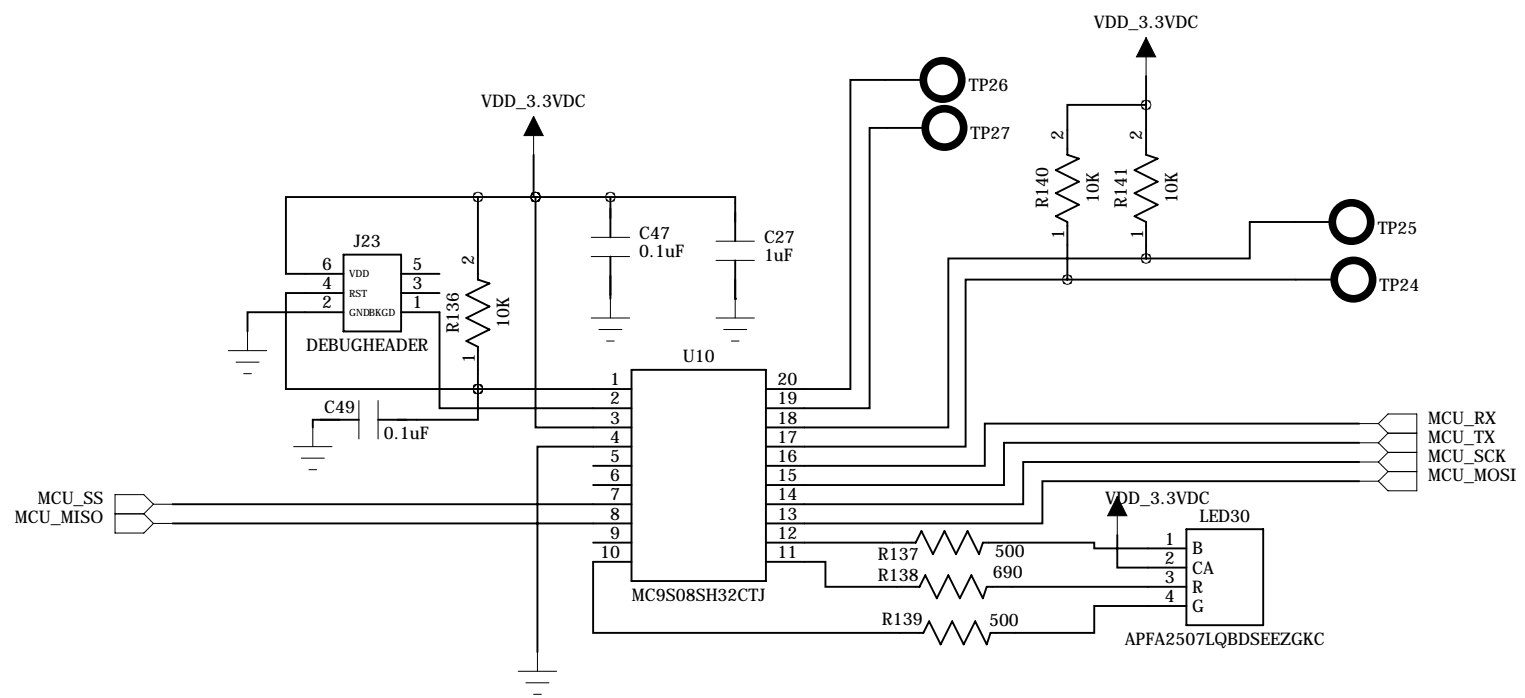 VDD_3.3VDC
TP26
VDD_3.3VDC
TP27
2
2
R140
10K
R141
10K
1
1
TP25
TP24
J23
6
VDD
5
4
RST
3
2
GND
BKGD
1
DEBUGHEADER
2
R136
10K
1
C47
0.1uF
C27
1uF
C49
0.1uF
U10
1
20
2
19
3
18
4
17
5
16
6
15
7
14
8
13
9
12
10
11
MC9S08SH32CTJ
MCU_SS
MCU_MISO
MCU_RX
MCU_TX
MCU_SCK
MCU_MOSI
VDD_3.3VDC
LED30
R137
500
1
B
2
CA
R138
690
3
R
4
G
R139
500
APFA2507LQBDSEEZGKC